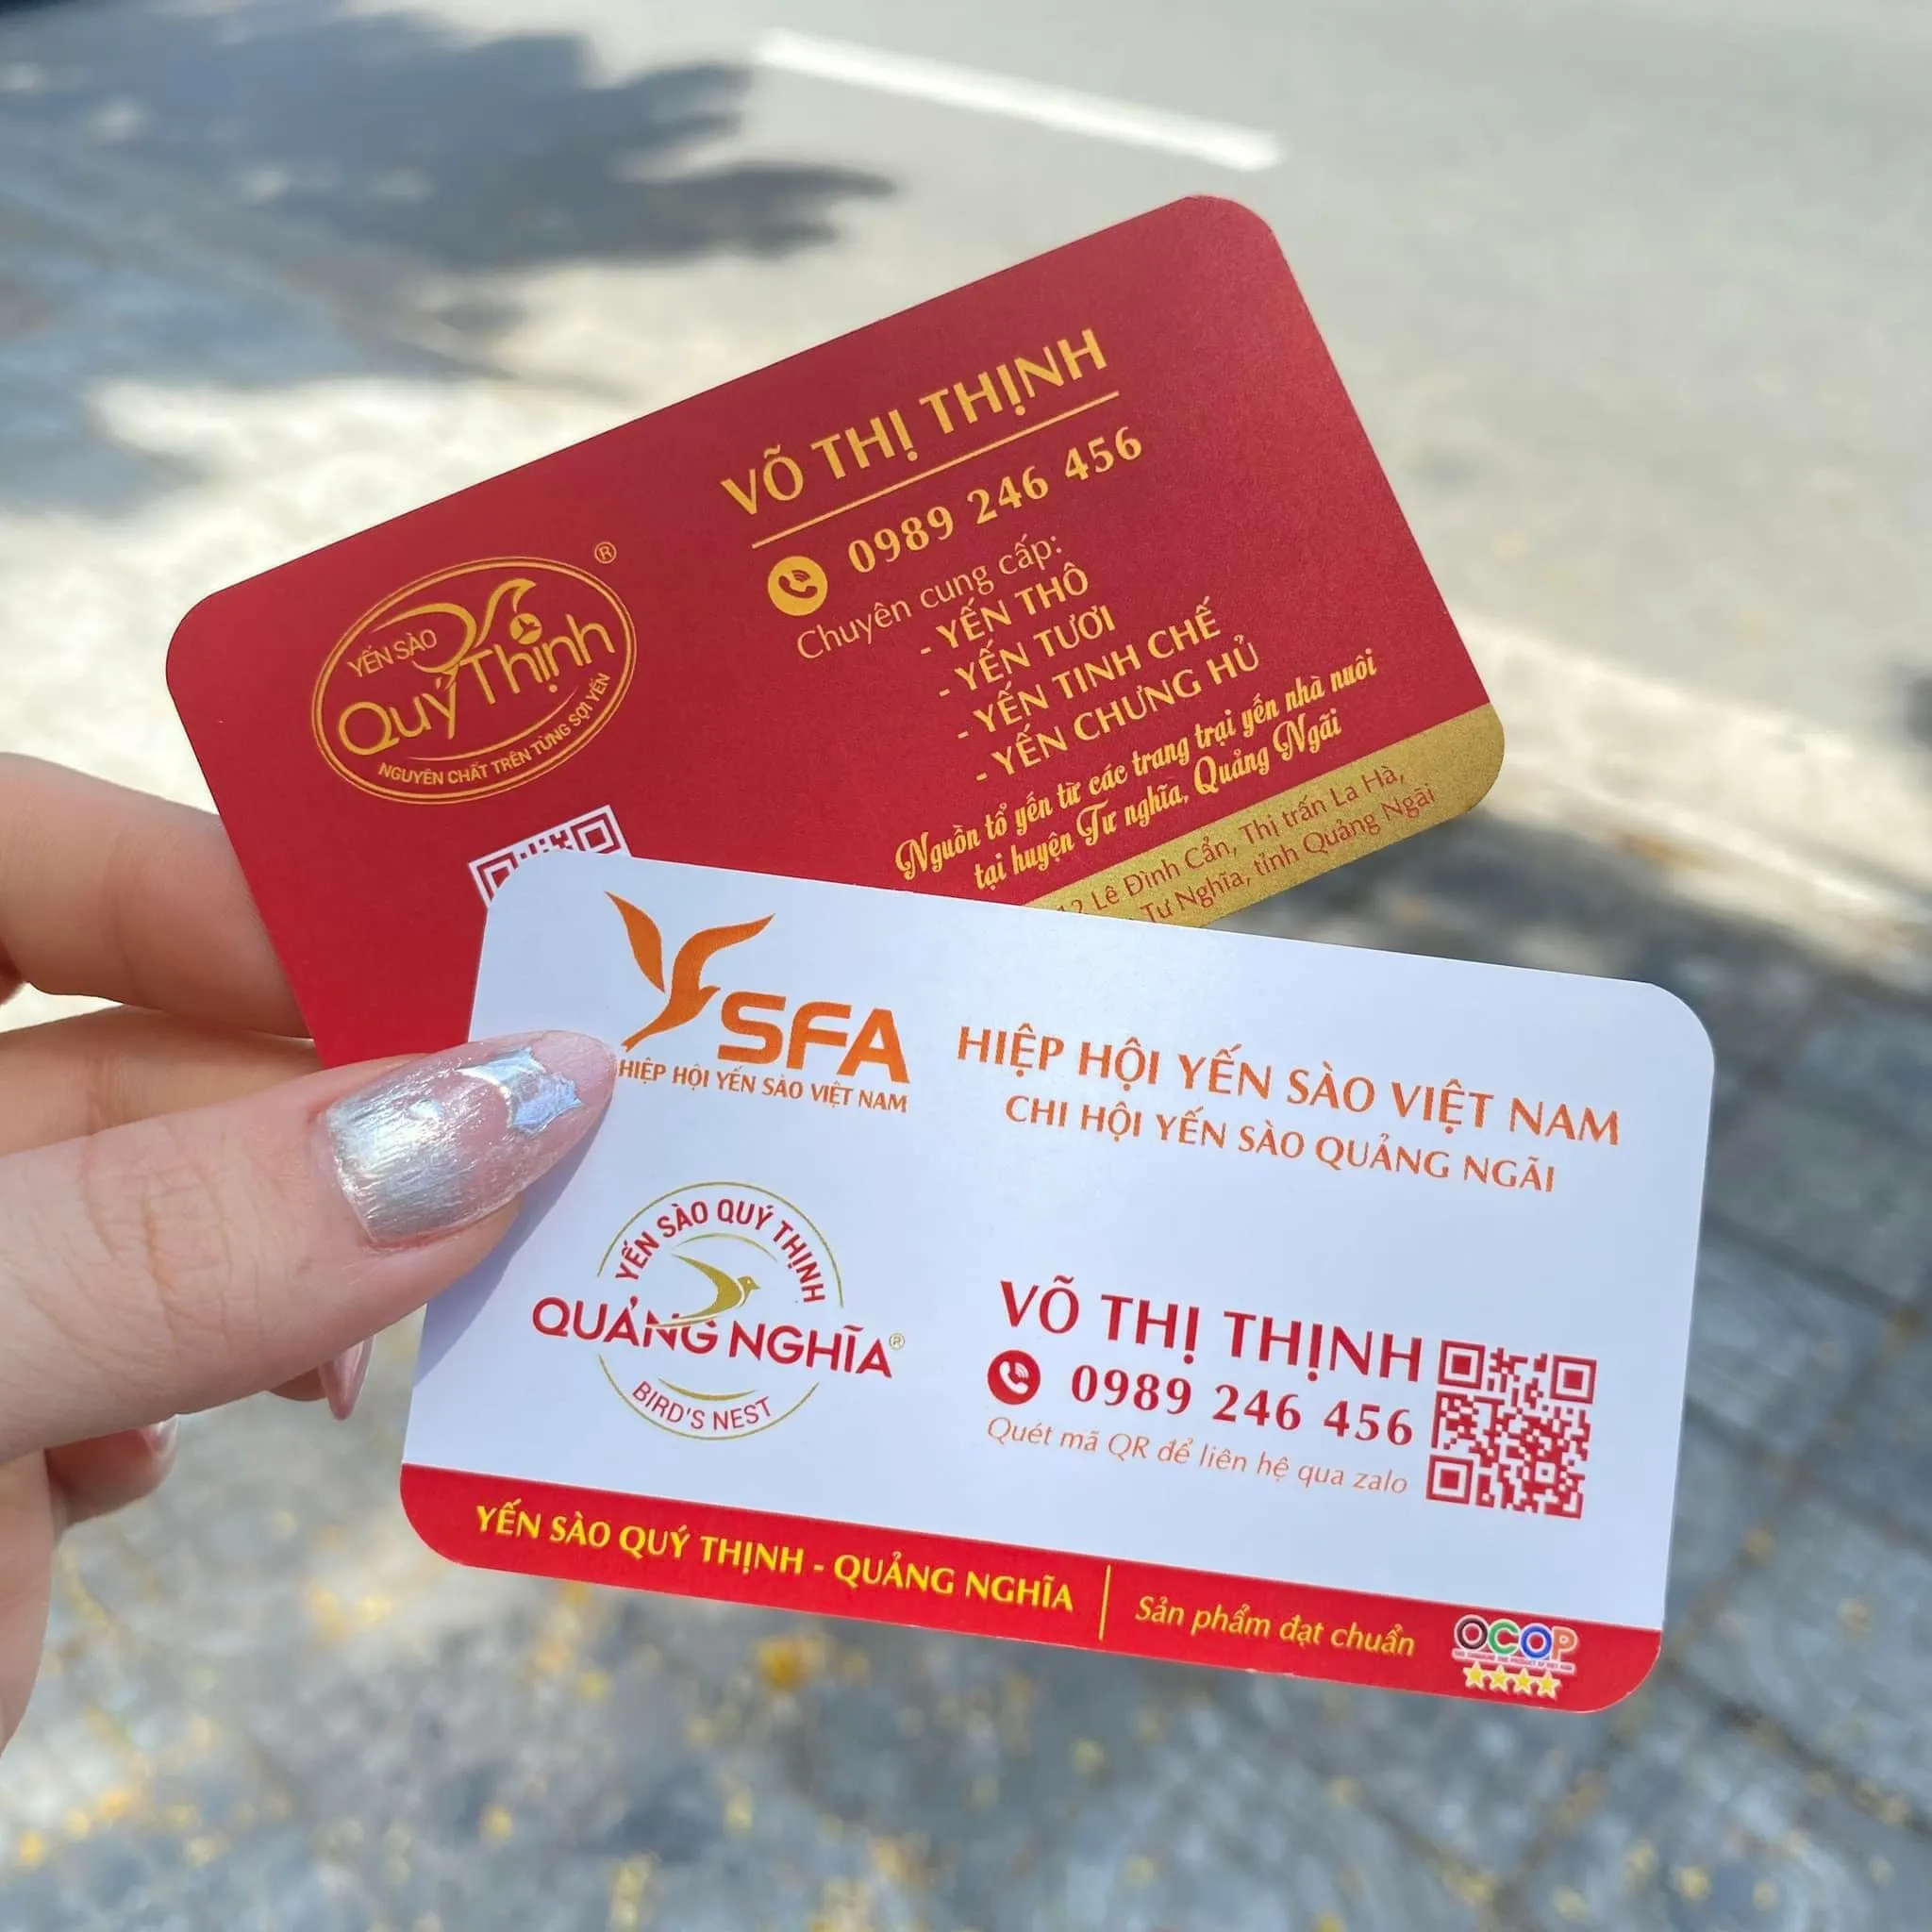 VÕ THỊ THỊNH
0989 246 456
Chuyên cung cấp:
- YẾN THÔ
- YẾN TƯƠI
- YẾN TINH CHẾ
- YẾN CHƯNG HỦ
Nguồn tổ yến từ các trang trại yến nhà nuôi
tại huyện Tư nghĩa, Quảng Ngãi
12 Lê Đình Cẩn, Thị trấn La Hà,
Tư Nghĩa, tỉnh Quảng Ngãi
®
YẾN SÀO
Quý Thịnh
NGUYÊN CHẤT TRÊN TỪNG SỢI YẾN
SFA
HIỆP HỘI YẾN SÀO VIỆT NAM
HIỆP HỘI YẾN SÀO VIỆT NAM
CHI HỘI YẾN SÀO QUẢNG NGÃI
YẾN SÀO QUÝ THỊNH
QUẢNG NGHĨA®
BIRD'S NEST
VÕ THỊ THỊNH
0989 246 456
Quét mã QR để liên hệ qua zalo
YẾN SÀO QUÝ THỊNH - QUẢNG NGHĨA
Sản phẩm đạt chuẩn
OCOP